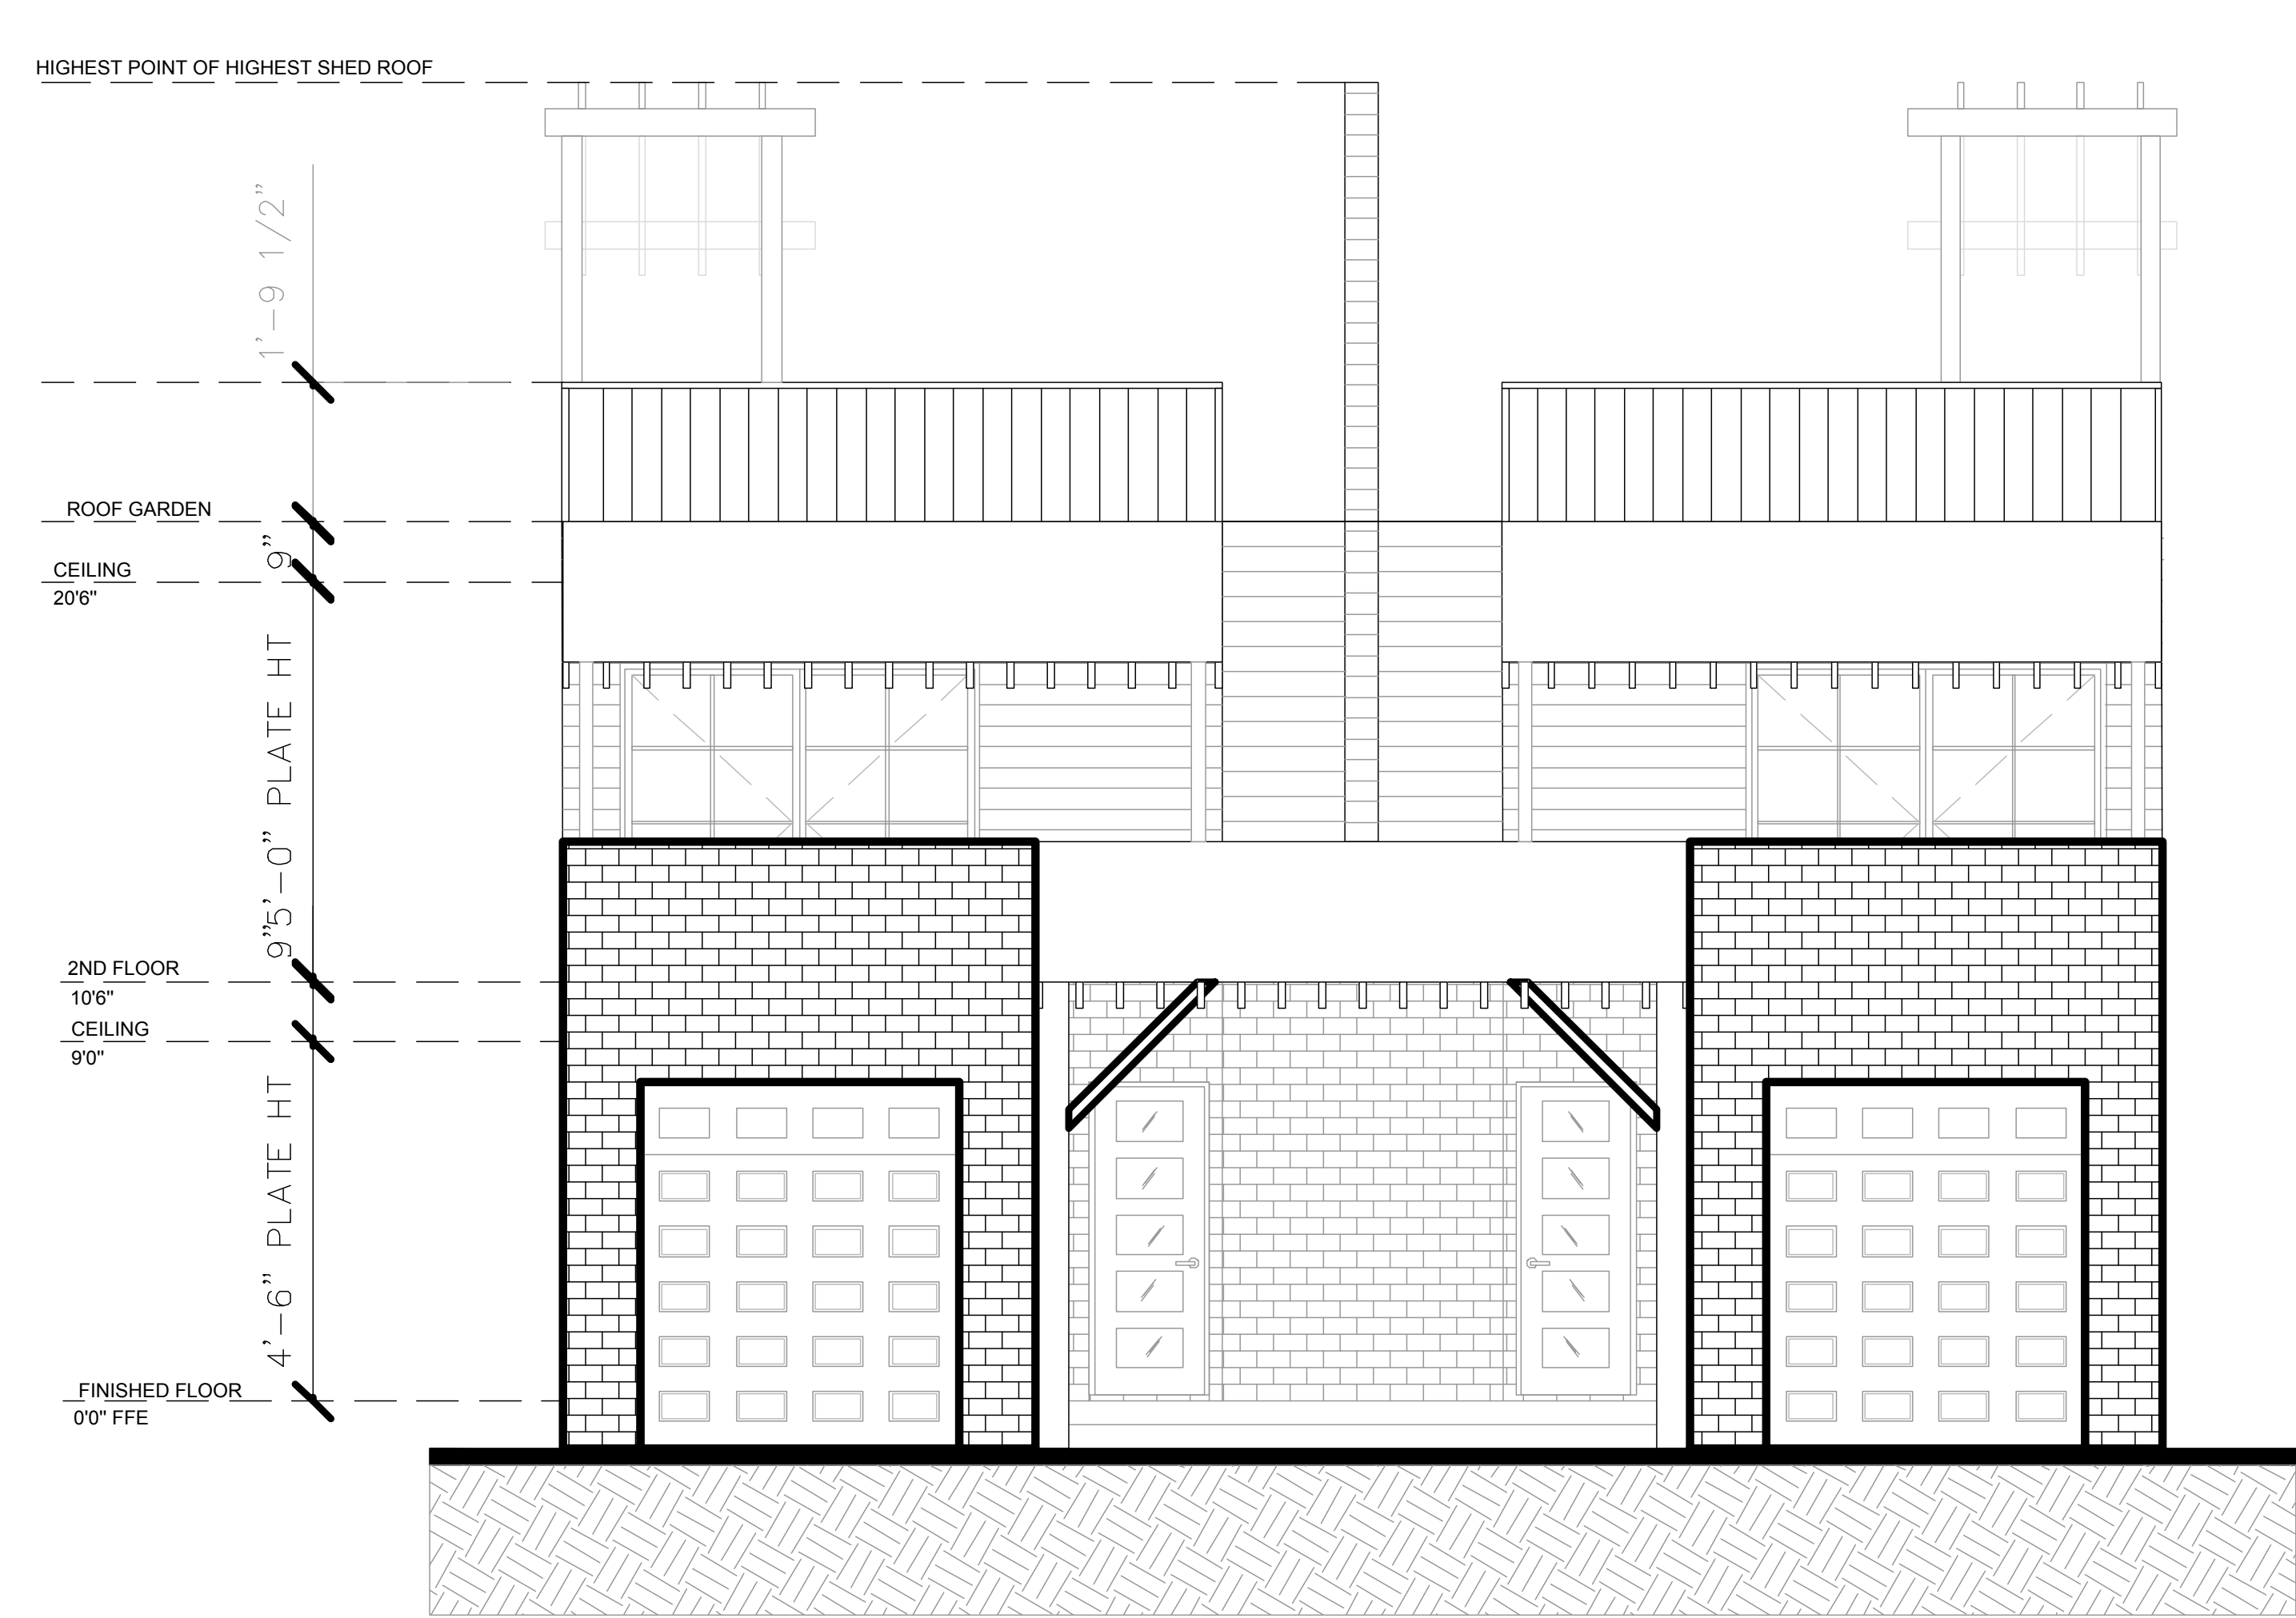 HIGHEST POINT OF HIGHEST SHED ROOF
1'-9 1/2"
ROOF GARDEN
9"
CEILING
20'6"
5'-0" PLATE HT
9"
2ND FLOOR
10'6"
CEILING
9'0"
4'-6" PLATE HT
FINISHED FLOOR
0'0" FFE